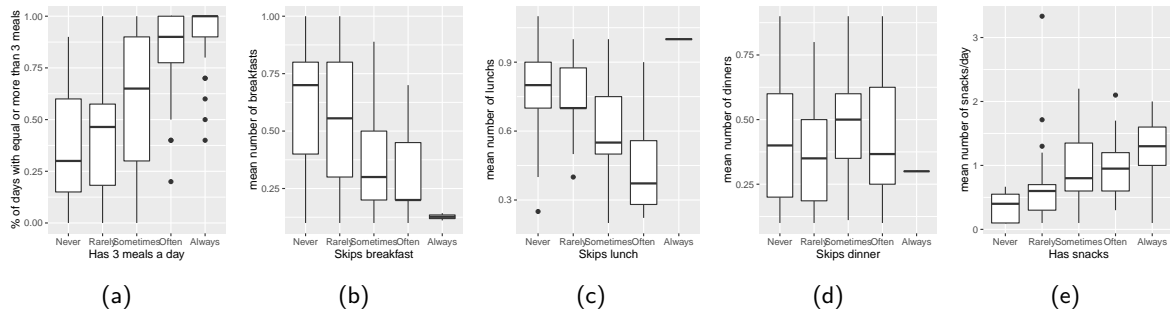 % of days with equal or more than 3 meals
1.00
0.75
0.50
0.25
0.00
Never Rarely Sometimes Often Always
Has 3 meals a day
(a)
mean number of breakfasts
1.00
0.75
0.50
0.25
Never Rarely Sometimes Often Always
Skips breakfast
(b)
mean number of lunchs
0.9
0.6
0.3
Never Rarely Sometimes Often Always
Skips lunch
(c)
mean number of dinners
0.75
0.50
0.25
Never Rarely Sometimes Often Always
Skips dinner
(d)
mean number of snacks/day
3
2
1
0
Never Rarely Sometimes Often Always
Has snacks
(e)